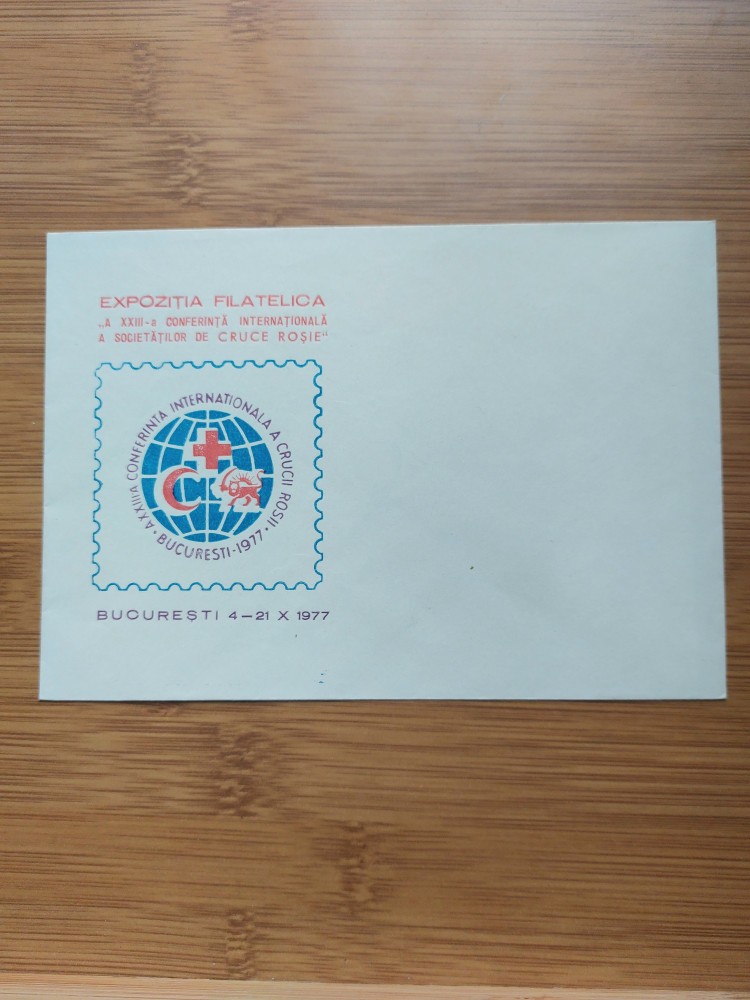 EXPOZIȚIA FILATELICA
„A XXIII-a CONFERINȚĂ INTERNAȚIONALĂ
A SOCIETĂȚILOR DE CRUCE ROȘIE"
A XXIII A CONFERINTA INTERNATIONALA A CRUCII ROSII
• BUCURESTI-1977 •
BUCUREȘTI 4—21 X 1977